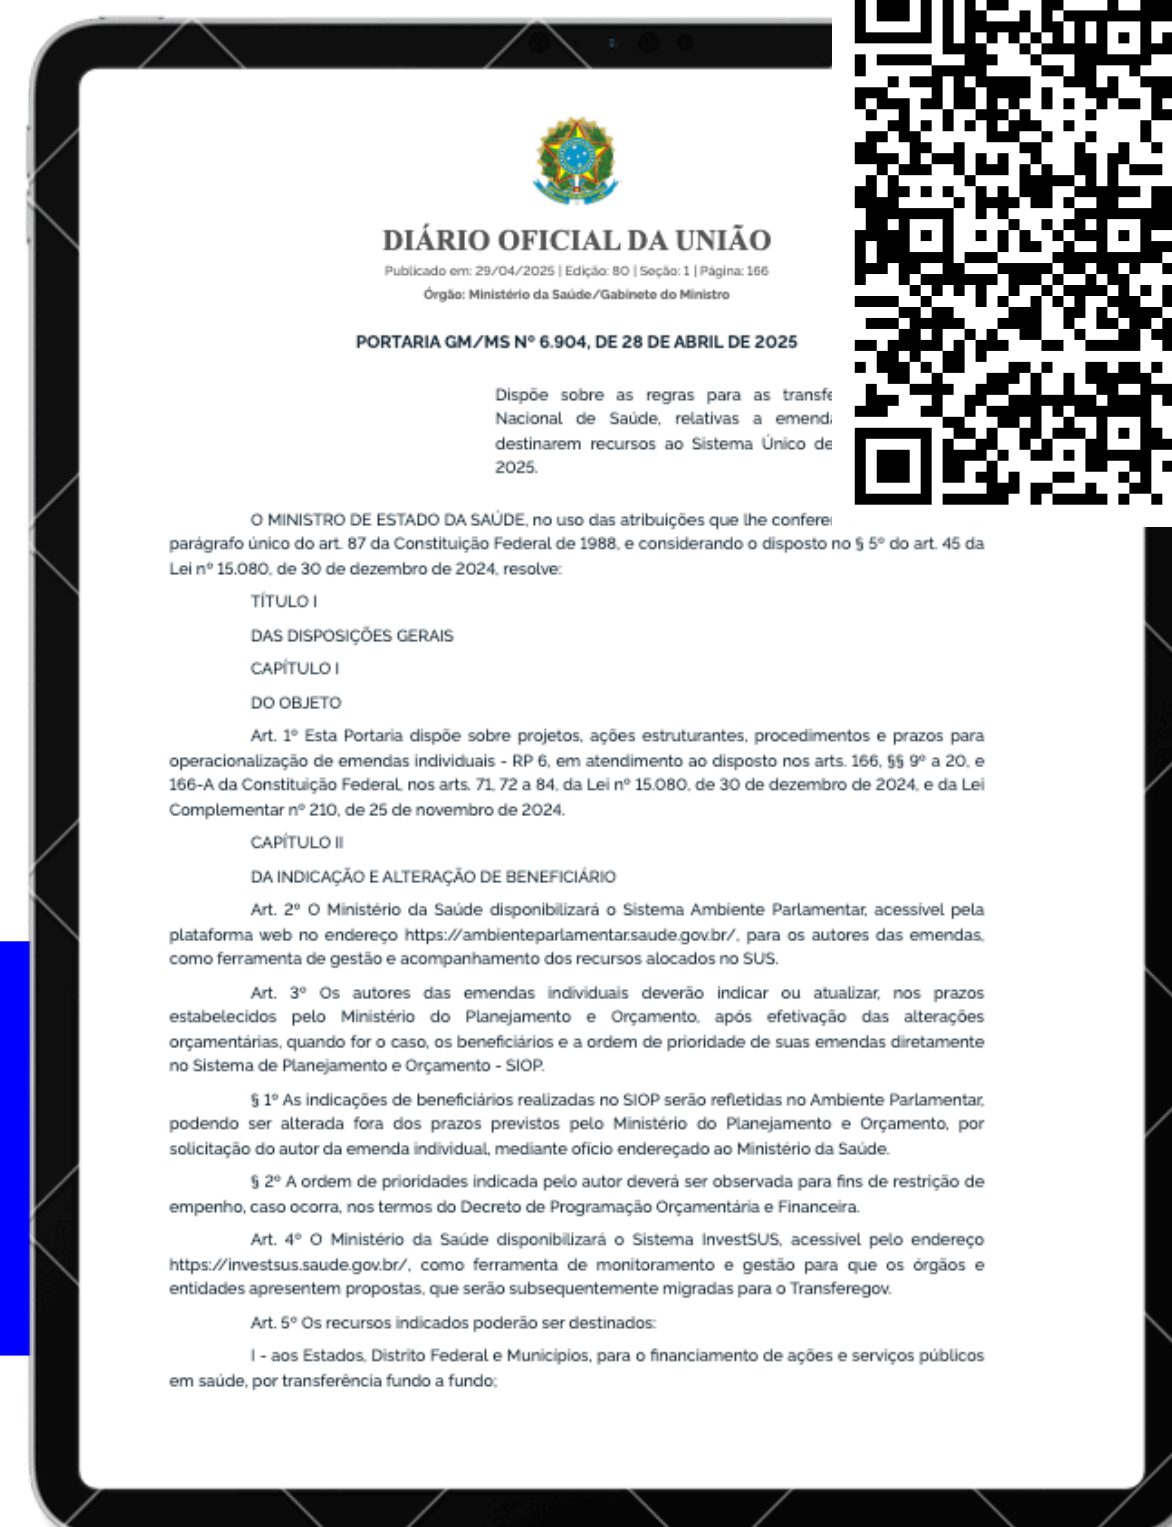 DIÁRIO OFICIAL DA UNIÃO
Publicado em: 29/04/2025 | Edição: 80 | Seção: 1 | Página: 166
Órgão: Ministério da Saúde/Gabinete do Ministro
PORTARIA GM/MS Nº 6.904, DE 28 DE ABRIL DE 2025
Dispõe sobre as regras para as
Nacional de Saúde, relativas a
destinarem recursos ao Sistema Único de
2025.
O MINISTRO DE ESTADO DA SAÚDE, no uso das atribuições que lhe
parágrafo único do art. 87 da Constituição Federal de 1988, e considerando o disposto no § 5º do art. 45 da
Lei nº 15.080, de 30 de dezembro de 2024, resolve:
TÍTULO I
DAS DISPOSIÇÕES GERAIS
CAPÍTULO I
DO OBJETO
Art. 1º Esta Portaria dispõe sobre projetos, ações estruturantes, procedimentos e prazos para
operacionalização de emendas individuais - RP 6, em atendimento ao disposto nos arts. 166, §§ 9º a 20, e
166-A da Constituição Federal, nos arts. 71, 72 a 84, da Lei nº 15.080, de 30 de dezembro de 2024, e da Lei
Complementar nº 210, de 25 de novembro de 2024.
CAPÍTULO II
DA INDICAÇÃO E ALTERAÇÃO DE BENEFICIÁRIO
Art. 2º O Ministério da Saúde disponibilizará o Sistema Ambiente Parlamentar, acessível pela
plataforma web no endereço https://ambienteparlamentar.saude.gov.br/, para os autores das emendas,
como ferramenta de gestão e acompanhamento dos recursos alocados no SUS.
Art. 3º Os autores das emendas individuais deverão indicar ou atualizar, nos prazos
estabelecidos pelo Ministério do Planejamento e Orçamento, após efetivação das alterações
orçamentárias, quando for o caso, os beneficiários e a ordem de prioridade de suas emendas diretamente
no Sistema de Planejamento e Orçamento - SIOP.
§ 1º As indicações de beneficiários realizadas no SIOP serão refletidas no Ambiente Parlamentar,
podendo ser alterada fora dos prazos previstos pelo Ministério do Planejamento e Orçamento, por
solicitação do autor da emenda individual, mediante ofício endereçado ao Ministério da Saúde.
§ 2º A ordem de prioridades indicada pelo autor deverá ser observada para fins de restrição de
empenho, caso ocorra, nos termos do Decreto de Programação Orçamentária e Financeira.
Art. 4º O Ministério da Saúde disponibilizará o Sistema InvestSUS, acessível pelo endereço
https://investsus.saude.gov.br/, como ferramenta de monitoramento e gestão para que os órgãos e
entidades apresentem propostas, que serão subsequentemente migradas para o Transferegov.
Art. 5º Os recursos indicados poderão ser destinados:
I - aos Estados, Distrito Federal e Municípios, para o financiamento de ações e serviços públicos
em saúde, por transferência fundo a fundo;